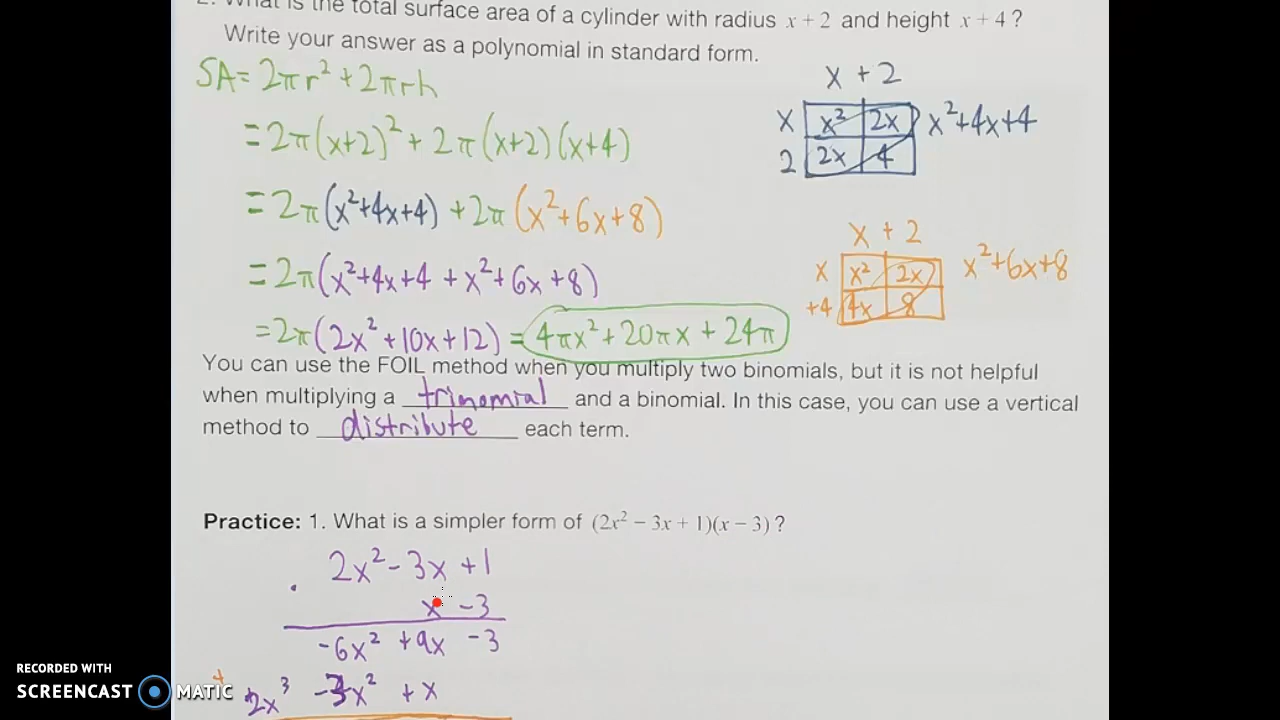 2. What is the total surface area of a cylinder with radius x + 2 and height x + 4 ?
Write your answer as a polynomial in standard form.
SA = 2πr² + 2πrh
= 2π(x+2)² + 2π(x+2)(x+4)
= 2π(x²+4x+4) + 2π(x²+6x+8)
= 2π(x²+4x+4 + x²+6x+8)
= 2π(2x² + 10x + 12) = 4πx² + 20πx + 24π
x + 2
x x² 2x x²+4x+4
2 2x 4
x + 2
x x² 2x x²+6x+8
+4 4x 8
You can use the FOIL method when you multiply two binomials, but it is not helpful
when multiplying a trinomial and a binomial. In this case, you can use a vertical
method to distribute each term.
Practice: 1. What is a simpler form of (2x² − 3x + 1)(x − 3) ?
2x² - 3x + 1
· x - 3
-6x² + 9x - 3
+ 2x³ -3x² + x
RECORDED WITH
SCREENCAST MATIC